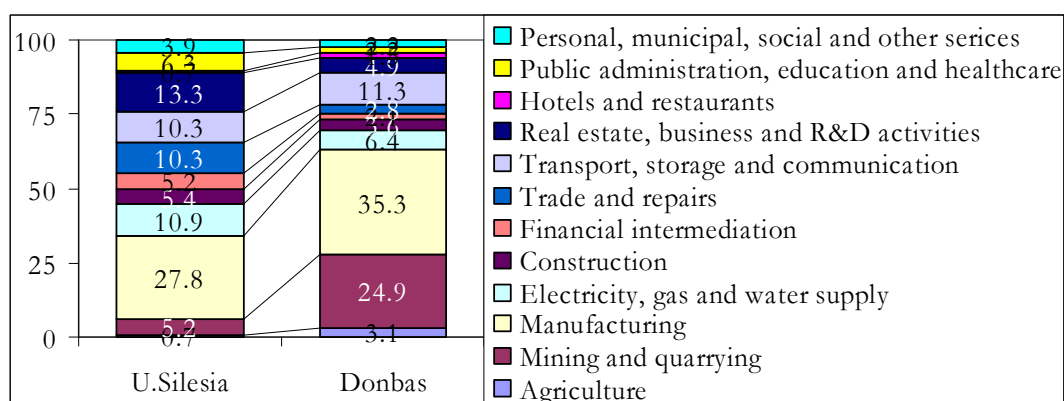 100
75
50
25
0
3.9
13.3
10.3
10.3
5.2
5.4
10.9
27.8
5.2
0.7
4.9
11.3
2.8
6.4
35.3
24.9
3.1
U.Silesia
Donbas
Personal, municipal, social and other serices
Public administration, education and healthcare
Hotels and restaurants
Real estate, business and R&D activities
Transport, storage and communication
Trade and repairs
Financial intermediation
Construction
Electricity, gas and water supply
Manufacturing
Mining and quarrying
Agriculture